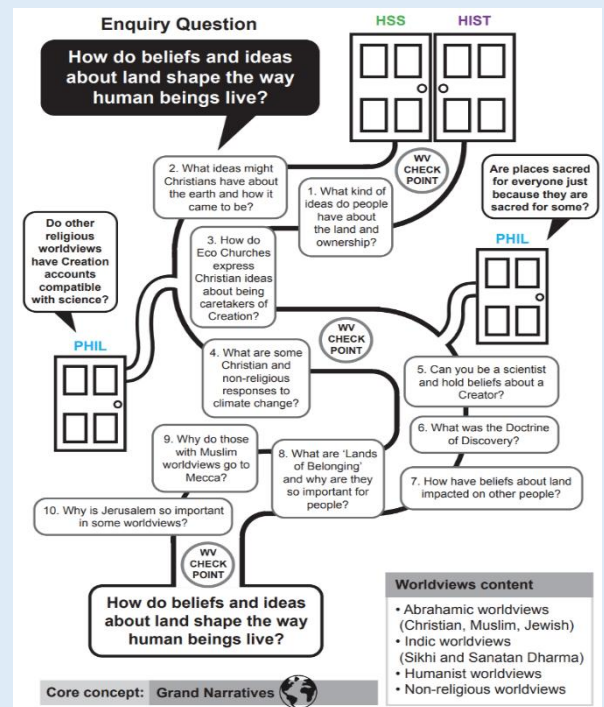 Enquiry Question
How do beliefs and ideas
about land shape the way
human beings live?
HSS
HIST
WV
CHECK
POINT
2. What ideas might
Christians have about
the earth and how it
came to be?
1. What kind of
ideas do people
have about
the land and
ownership?
Are places sacred
for everyone just
because they are
sacred for some?
PHIL
Do other
religious
worldviews
have Creation
accounts
compatible
with science?
PHIL
3. How do
Eco Churches
express
Christian ideas
about being
caretakers of
Creation?
WV
CHECK
POINT
4. What are some
Christian and
non-religious
responses to
climate change?
5. Can you be a scientist
and hold beliefs about a
Creator?
6. What was the Doctrine
of Discovery?
7. How have beliefs about land
impacted on other people?
8. What are ‘Lands
of Belonging’
and why are they
so important for
people?
9. Why do those
with Muslim
worldviews go to
Mecca?
10. Why is Jerusalem so important
in some worldviews?
WV
CHECK
POINT
How do beliefs and ideas
about land shape the way
human beings live?
Worldviews content
• Abrahamic worldviews
(Christian, Muslim, Jewish)
• Indic worldviews
(Sikhi and Sanatan Dharma)
• Humanist worldviews
• Non-religious worldviews
Core concept: Grand Narratives